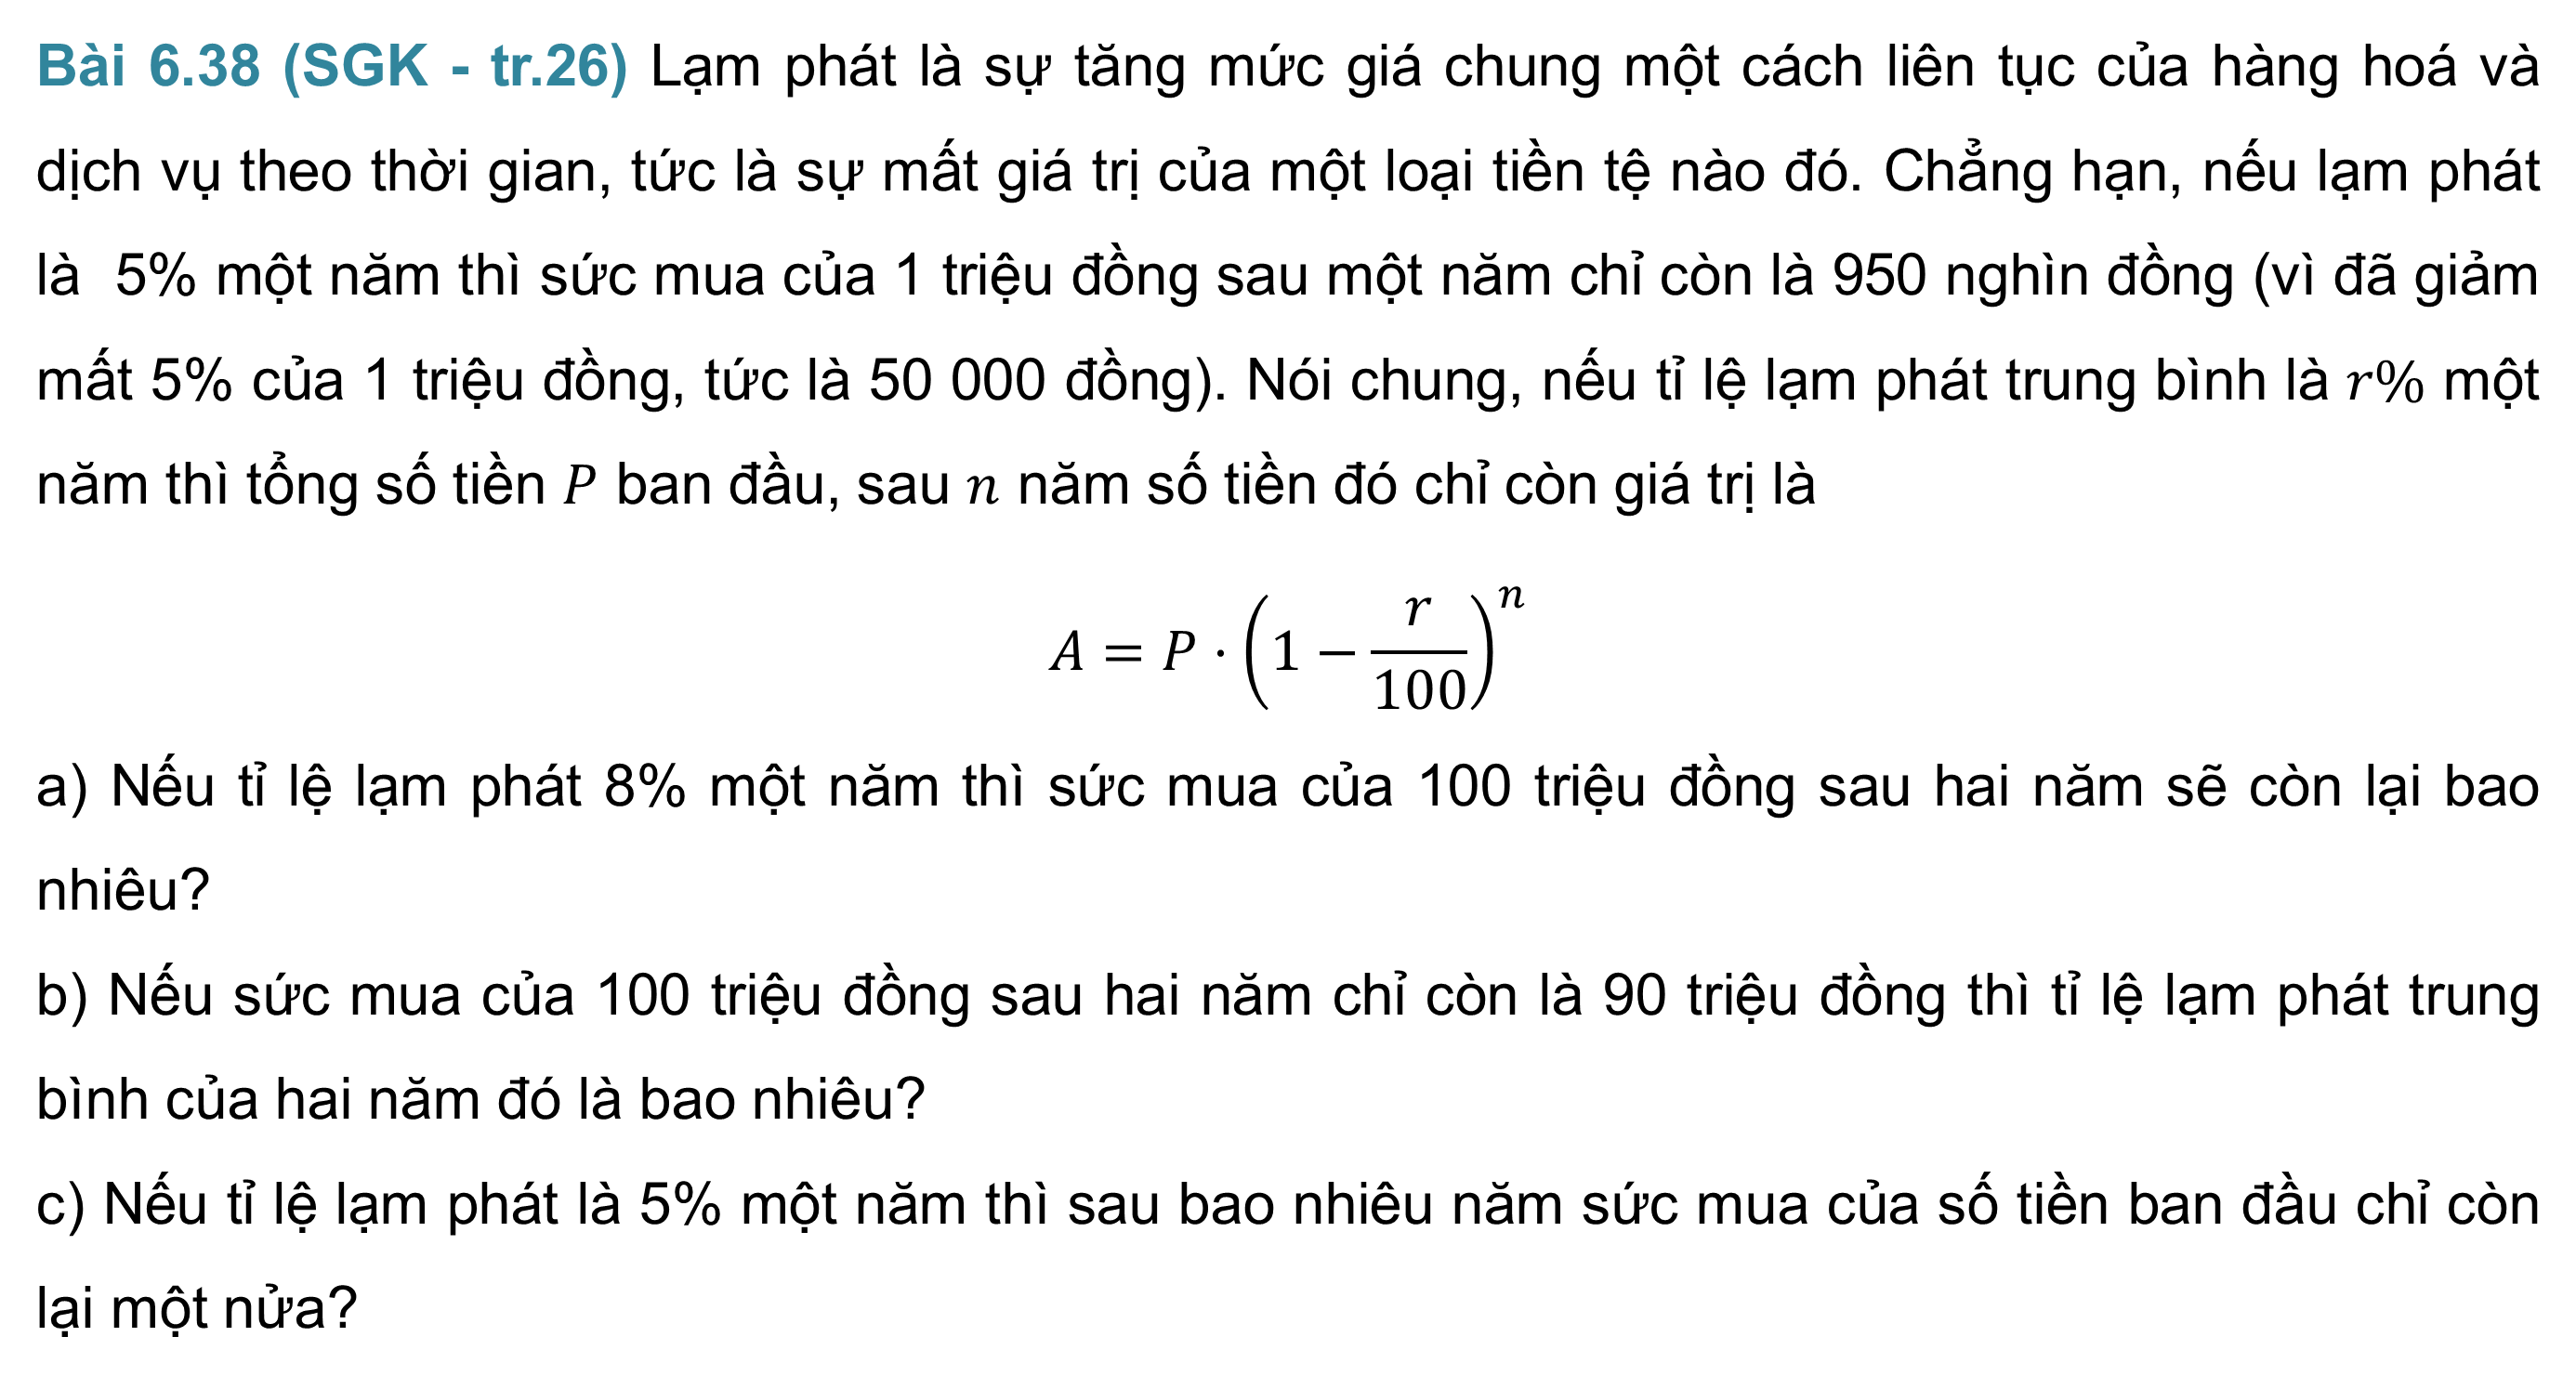 Bài 6.38 (SGK - tr.26) Lạm phát là sự tăng mức giá chung một cách liên tục của hàng hoá và
dịch vụ theo thời gian, tức là sự mất giá trị của một loại tiền tệ nào đó. Chẳng hạn, nếu lạm phát
là 5% một năm thì sức mua của 1 triệu đồng sau một năm chỉ còn là 950 nghìn đồng (vì đã giảm
mất 5% của 1 triệu đồng, tức là 50 000 đồng). Nói chung, nếu tỉ lệ lạm phát trung bình là r% một
năm thì tổng số tiền P ban đầu, sau n năm số tiền đó chỉ còn giá trị là
A = P · (1 − r/100)^n
a) Nếu tỉ lệ lạm phát 8% một năm thì sức mua của 100 triệu đồng sau hai năm sẽ còn lại bao
nhiêu?
b) Nếu sức mua của 100 triệu đồng sau hai năm chỉ còn là 90 triệu đồng thì tỉ lệ lạm phát trung
bình của hai năm đó là bao nhiêu?
c) Nếu tỉ lệ lạm phát là 5% một năm thì sau bao nhiêu năm sức mua của số tiền ban đầu chỉ còn
lại một nửa?